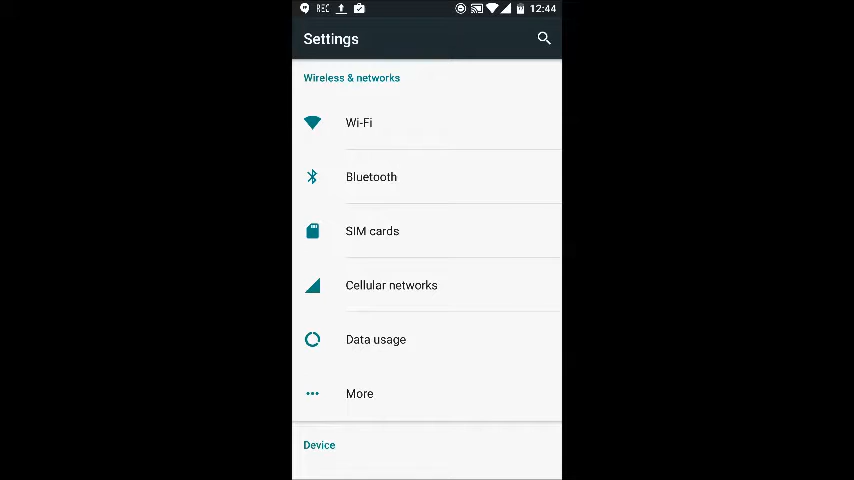 REC 12:44
Settings
Wireless & networks
Wi-Fi
Bluetooth
SIM cards
Cellular networks
Data usage
More
Device